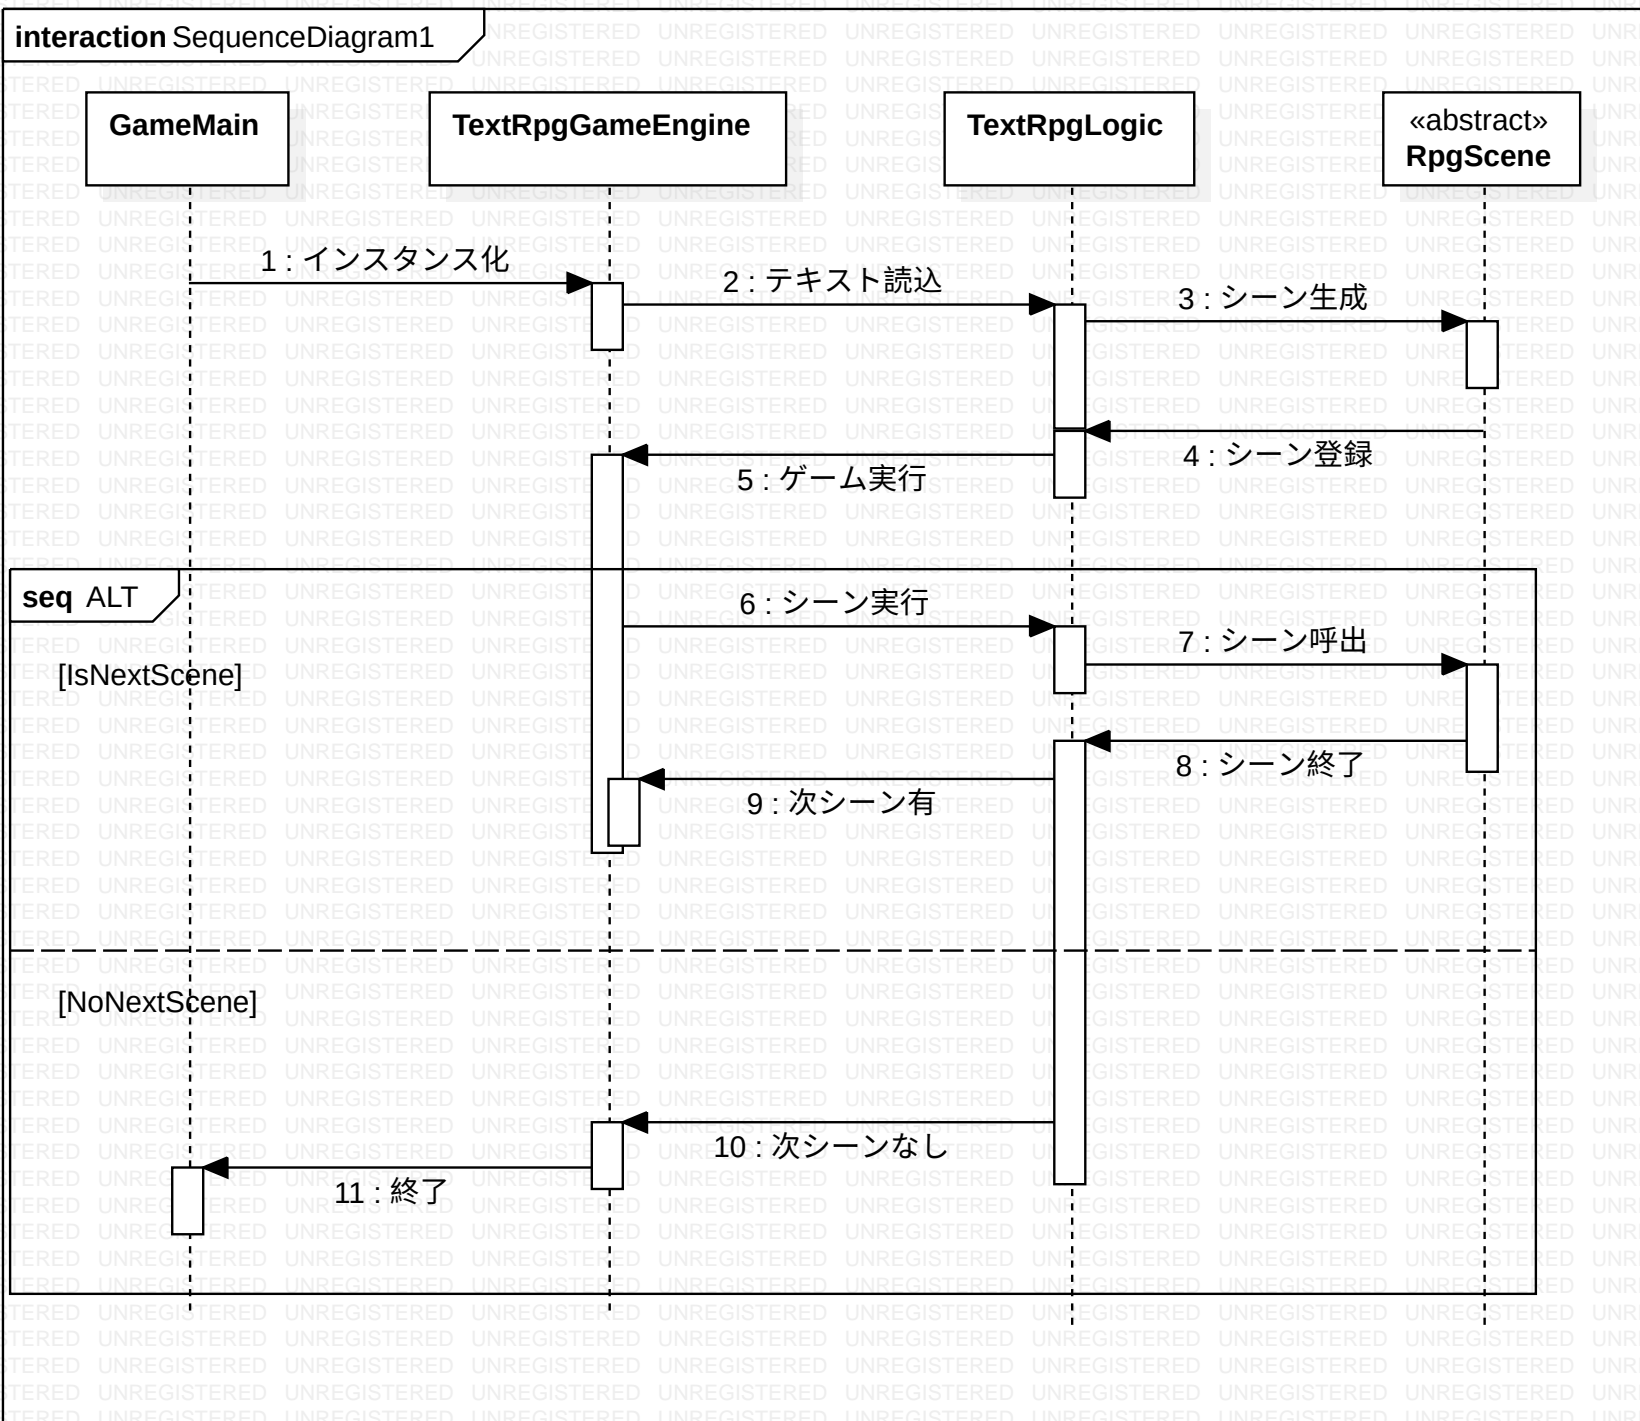 interaction SequenceDiagram1
GameMain
TextRpgGameEngine
TextRpgLogic
«abstract»
RpgScene
1 : インスタンス化
2 : テキスト読込
3 : シーン生成
4 : シーン登録
5 : ゲーム実行
seq ALT
6 : シーン実行
7 : シーン呼出
[IsNextScene]
8 : シーン終了
9 : 次シーン有
[NoNextScene]
10 : 次シーンなし
11 : 終了
UNREGISTERED